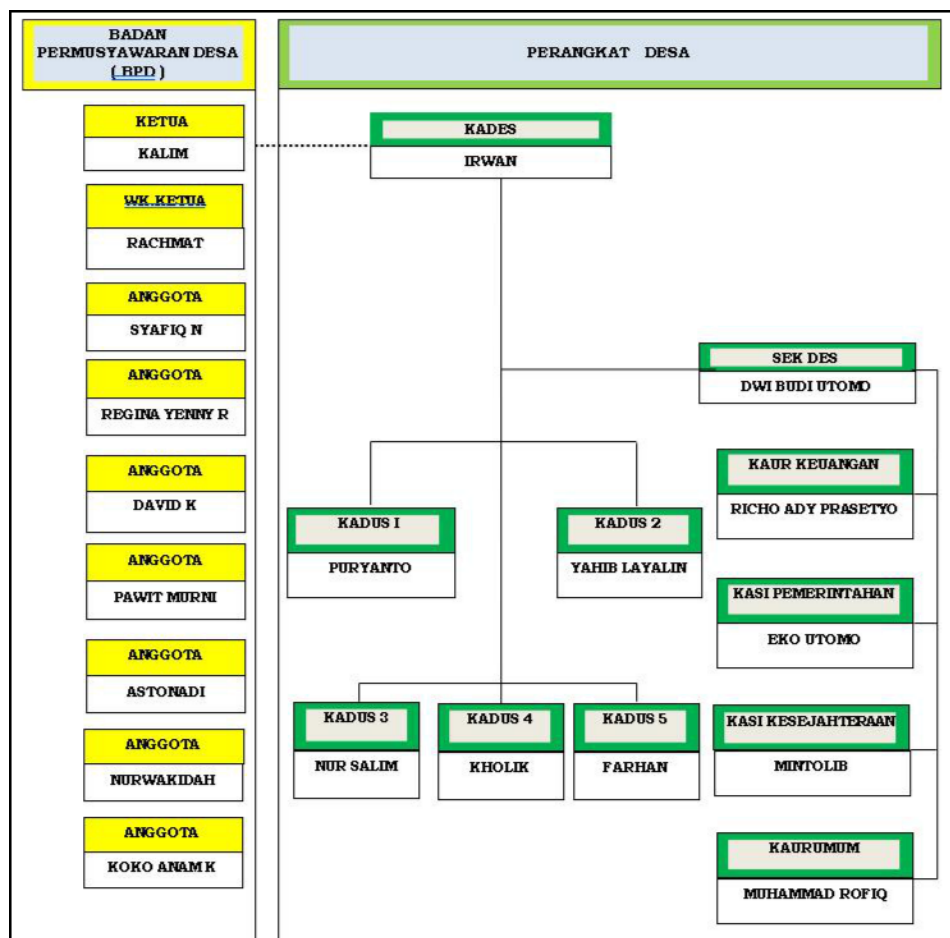 BADAN
PERMUSYAWARAN DESA
( BPD )
KETUA
KALIM
WK.KETUA
RACHMAT
ANGGOTA
SYAFIQ N
ANGGOTA
REGINA YENNY R
ANGGOTA
DAVID K
ANGGOTA
PAWIT MURNI
ANGGOTA
ASTONADI
ANGGOTA
NURWAKIDAH
ANGGOTA
KOKO ANAM K
PERANGKAT DESA
KADES
IRWAN
SEK DES
DWI BUDI UTOMO
KADUS I
PURYANTO
KADUS 2
YAHIB LAYALIN
KADUS 3
NUR SALIM
KADUS 4
KHOLIK
KADUS 5
FARHAN
KAUR KEUANGAN
RICHO ADY PRASETYO
KASI PEMERINTAHAN
EKO UTOMO
KASI KESEJAHTERAAN
MINTOLIB
KAURUMUM
MUHAMMAD ROFIQ